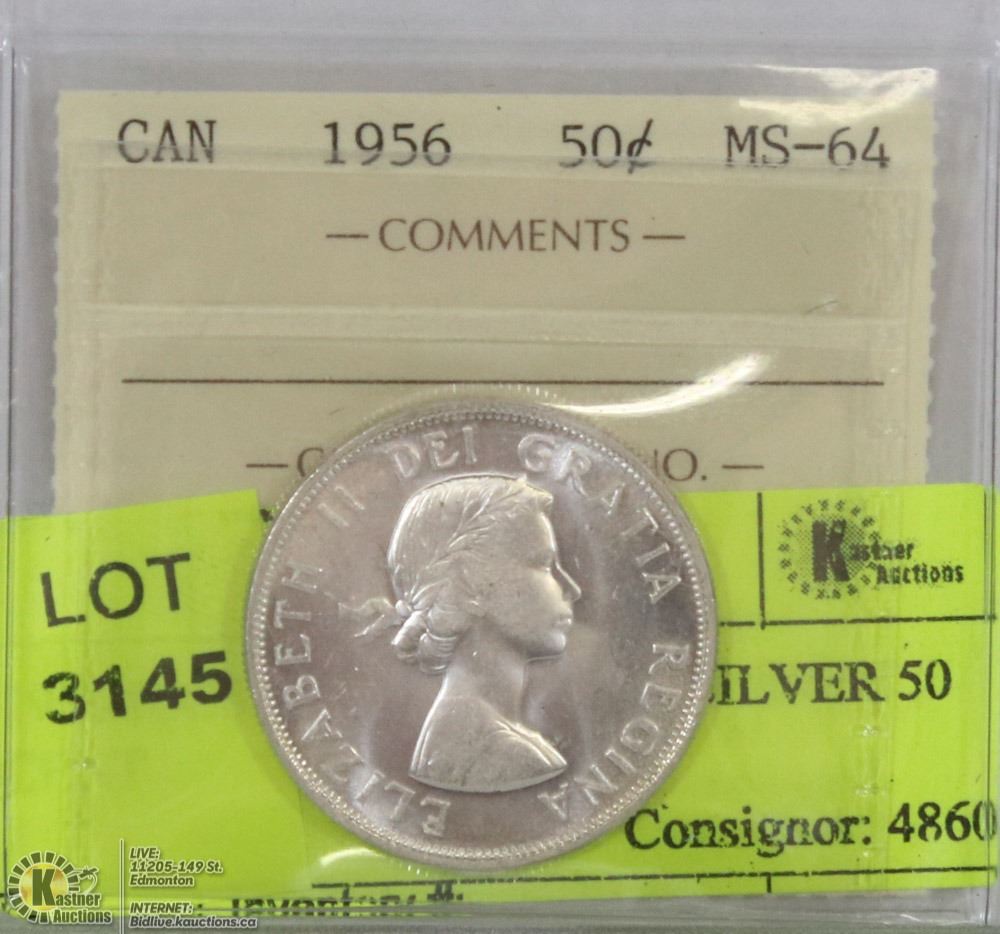 CAN 1956 50¢ MS-64
— COMMENTS —
ELIZABETH II DEI GRATIA REGINA
LOT
3145
Kastner
Auctions
SILVER 50
Consignor: 4860
Kastner
Auctions
LIVE:
11205-149 St.
Edmonton
INTERNET:
Bidlive.kauctions.ca